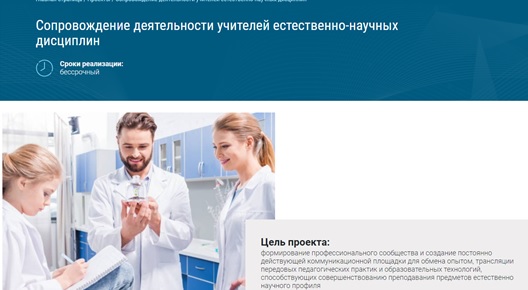 Сопровождение деятельности учителей естественно-научных
дисциплин
Сроки реализации:
бессрочный
Цель проекта:
формирование профессионального сообщества и создание постоянно
действующей коммуникационной площадки для обмена опытом, трансляции
передовых педагогических практик и образовательных технологий,
способствующих совершенствованию преподавания предметов естественно-
научного профиля